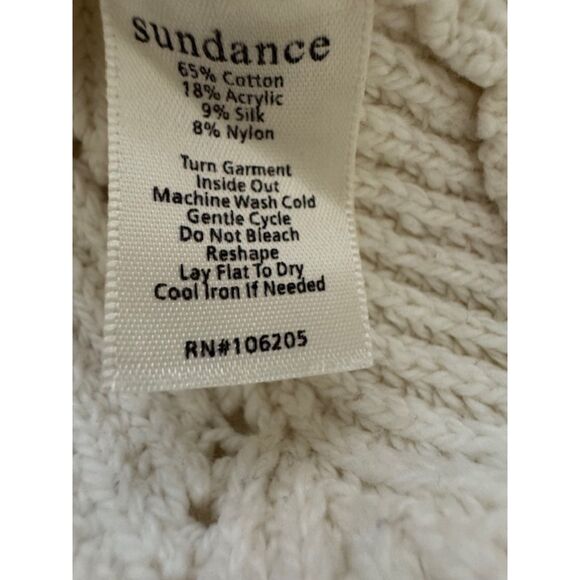 sundance
65% Cotton
18% Acrylic
9% Silk
8% Nylon
Turn Garment
Inside Out
Machine Wash Cold
Gentle Cycle
Do Not Bleach
Reshape
Lay Flat To Dry
Cool Iron If Needed
RN#106205